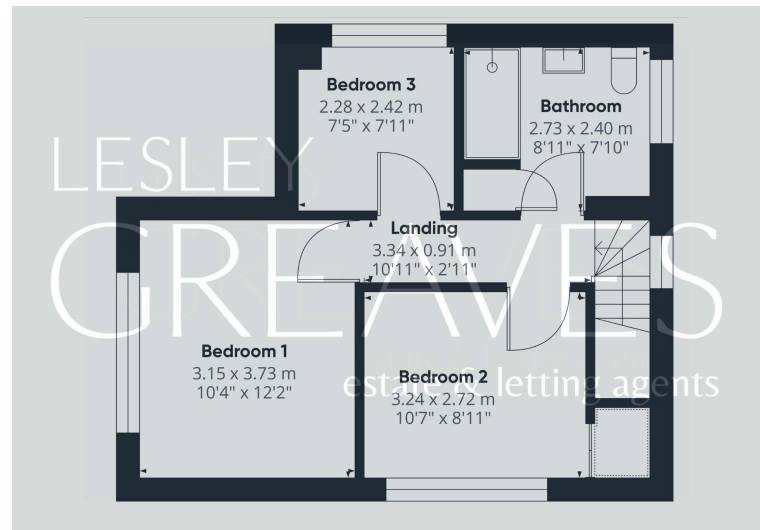 Bedroom 3
2.28 x 2.42 m
7'5" x 7'11"
Bathroom
2.73 x 2.40 m
8'11" x 7'10"
LESLEY
GREAVES
estate & letting agents
Landing
3.34 x 0.91 m
10'11" x 2'11"
Bedroom 1
3.15 x 3.73 m
10'4" x 12'2"
Bedroom 2
3.24 x 2.72 m
10'7" x 8'11"